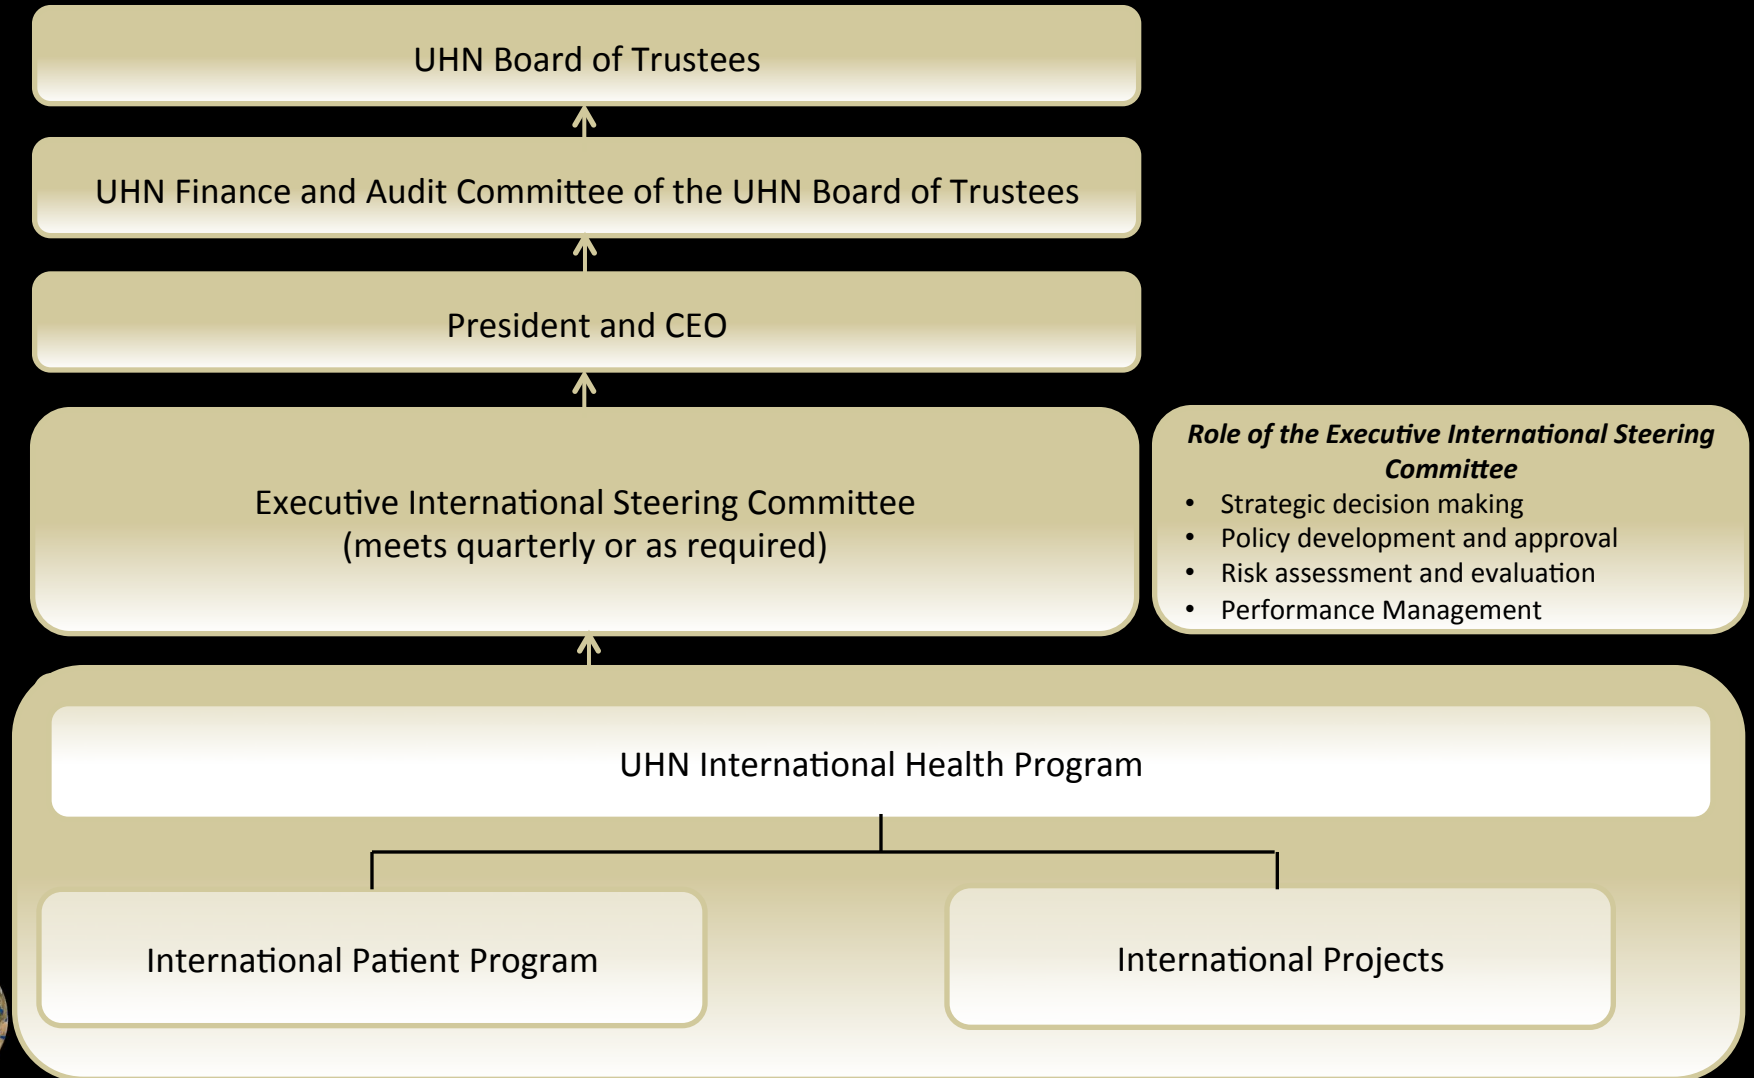 UHN Board of Trustees
UHN Finance and Audit Committee of the UHN Board of Trustees
President and CEO
Executive International Steering Committee
(meets quarterly or as required)
Role of the Executive International Steering
Committee
• Strategic decision making
• Policy development and approval
• Risk assessment and evaluation
• Performance Management
UHN International Health Program
International Patient Program
International Projects